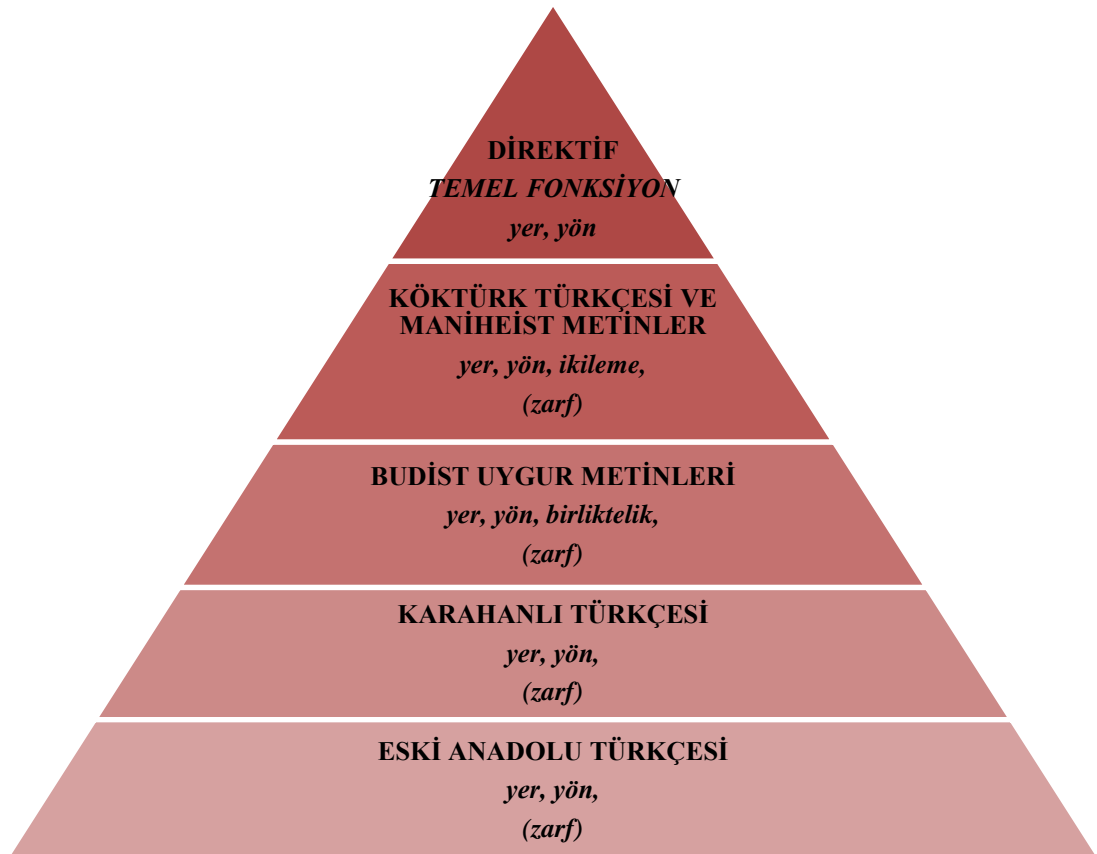 DİREKTİF
TEMEL FONKSİYON
yer, yön
KÖKTÜRK TÜRKÇESİ VE
MANİHEİST METİNLER
yer, yön, ikileme,
(zarf)
BUDİST UYGUR METİNLERİ
yer, yön, birliktelik,
(zarf)
KARAHANLI TÜRKÇESİ
yer, yön,
(zarf)
ESKİ ANADOLU TÜRKÇESİ
yer, yön,
(zarf)